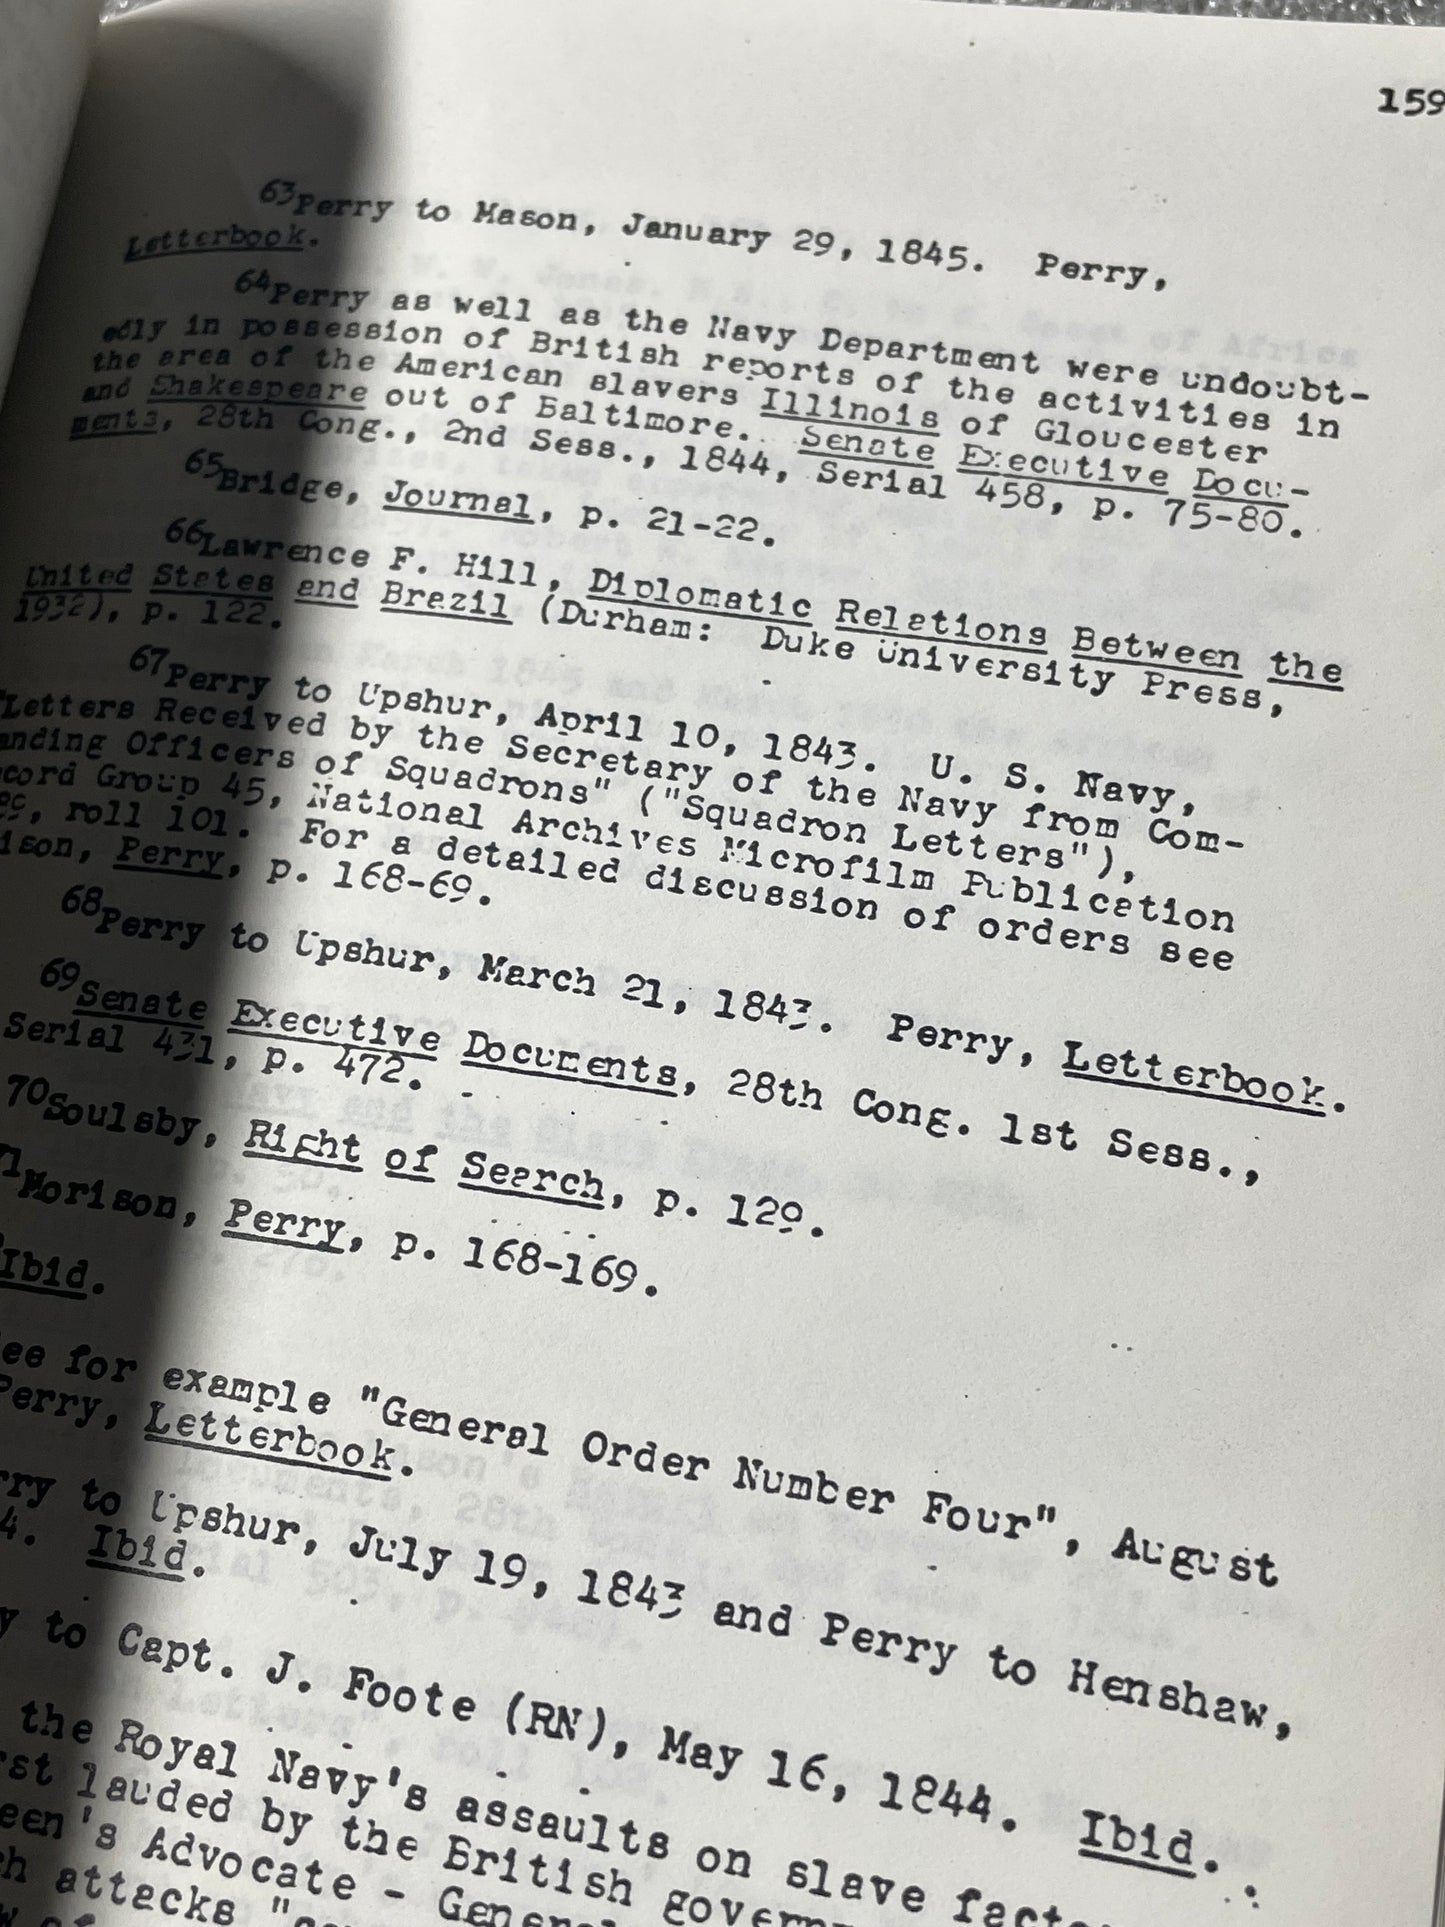 159
63Perry to Mason, January 29, 1845. Perry,
Letterbook.
64Perry as well as the Navy Department were undoubt-
edly in possession of British reports of the activities in
the area of the American slavers Illinois of Gloucester
and Shakespeare out of Baltimore. Senate Executive Docu-
ments, 28th Cong., 2nd Sess., 1844, Serial 458, p. 75-80.
65Bridge, Journal, p. 21-22.
66Lawrence F. Hill, Diplomatic Relations Between the
United States and Brazil (Durham: Duke University Press,
1932), p. 122.
67Perry to Upshur, April 10, 1843. U. S. Navy,
"Letters Received by the Secretary of the Navy from Com-
anding Officers of Squadrons" ("Squadron Letters"),
cord Group 45, National Archives Microfilm Publication
, roll 101. For a detailed discussion of orders see
ison, Perry, p. 168-69.
68Perry to Upshur, March 21, 1843. Perry, Letterbook.
69Senate Executive Documents, 28th Cong. 1st Sess.,
Serial 431, p. 472.
70Soulsby, Right of Search, p. 129.
71Morison, Perry, p. 168-169.
Ibid.
ee for example "General Order Number Four", August
Perry, Letterbook.
rry to Upshur, July 19, 1843 and Perry to Henshaw,
4. Ibid.
y to Capt. J. Foote (RN), May 16, 1844. Ibid.
the Royal Navy's assaults on slave fact
rst lauded by the British govern
een's Advocate - General
h attacks